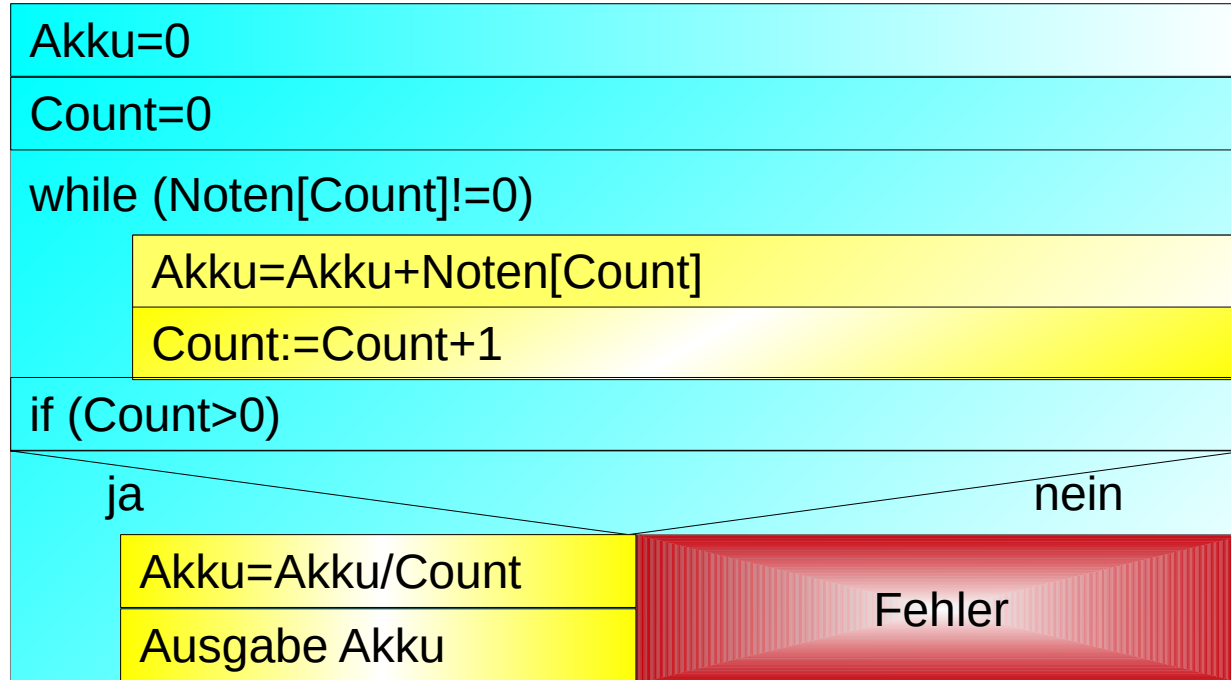 Akku=0
Count=0
while (Noten[Count]!=0)
Akku=Akku+Noten[Count]
Count:=Count+1
if (Count>0)
ja nein
Akku=Akku/Count
Fehler
Ausgabe Akku